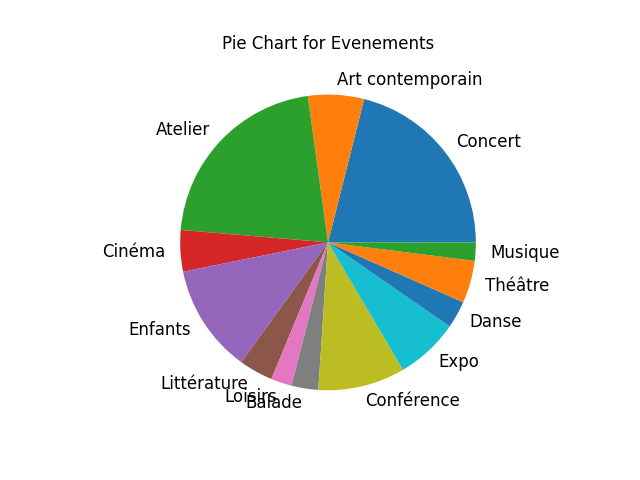 Pie Chart for Evenements
Art contemporain
Concert
Atelier
Cinéma
Musique
Théâtre
Enfants
Danse
Expo
Littérature
Loisirs
Balade
Conférence